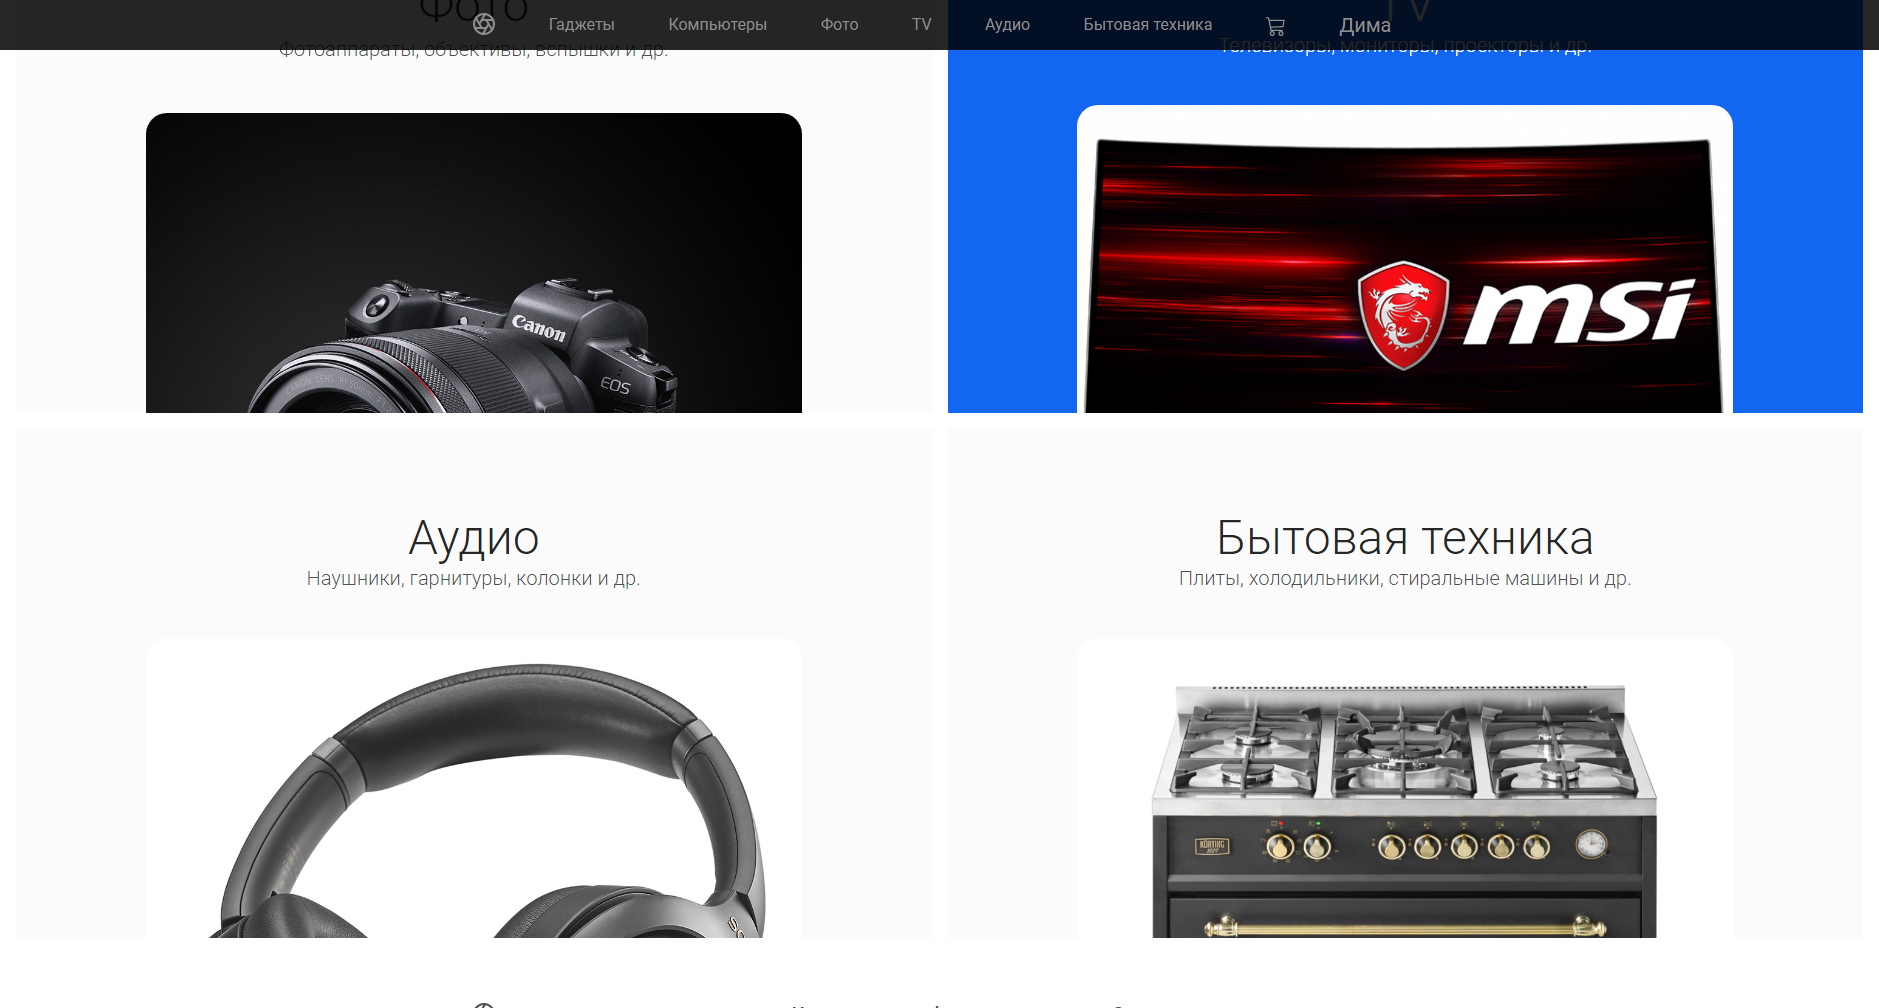 Фото
Гаджеты Компьютеры Фото TV Аудио Бытовая техника Дима
TV
Фотоаппараты, объективы, вспышки и др.
Телевизоры, мониторы, проекторы и др.
Canon
EOS
CANON LENS
msi
Аудио
Наушники, гарнитуры, колонки и др.
Бытовая техника
Плиты, холодильники, стиральные машины и др.
KÖRTING